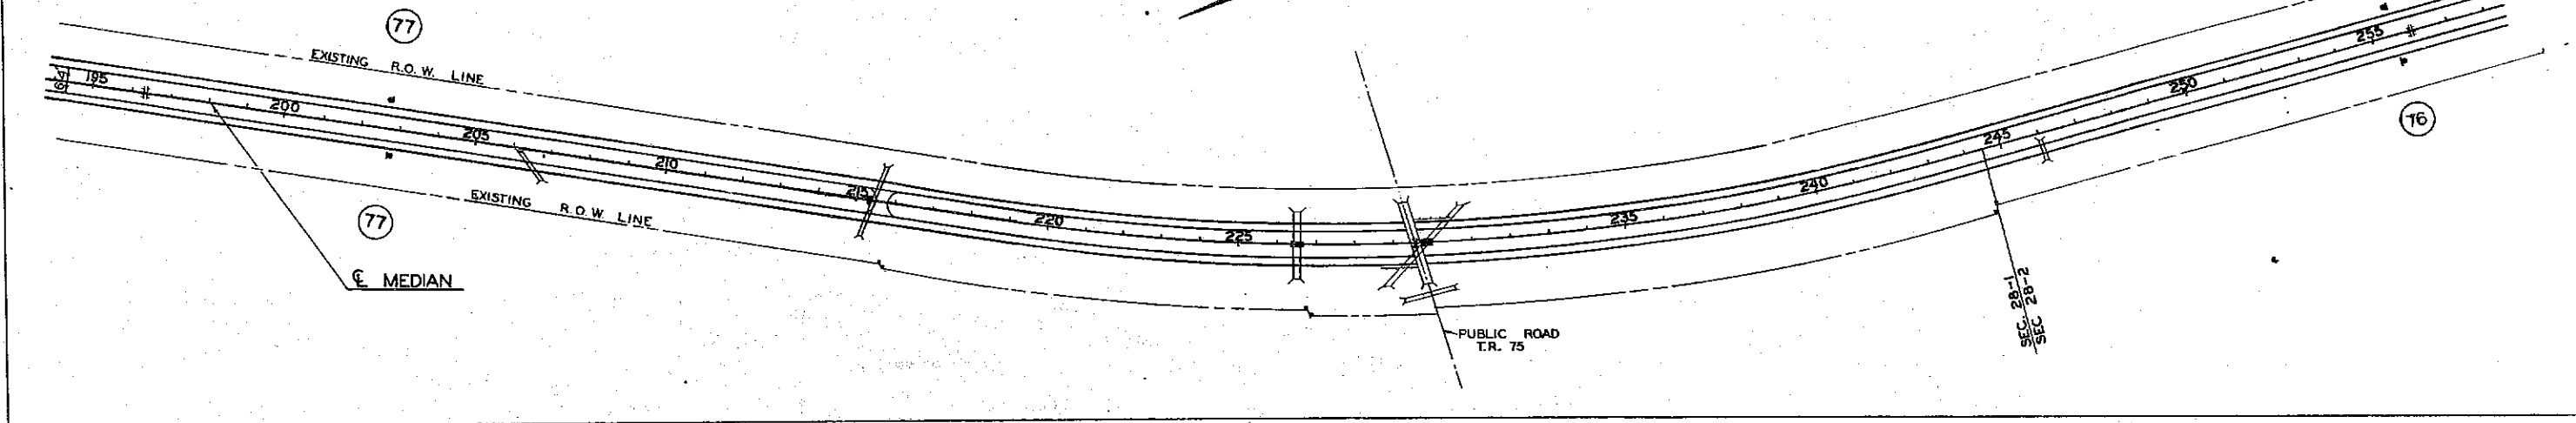 77
EXISTING R.O.W. LINE
195
200
205
210
215
220
225
235
240
245
250
255
76
77
EXISTING R.O.W. LINE
℄ MEDIAN
PUBLIC ROAD
T.R. 75
SEC. 28-1
SEC 28-2